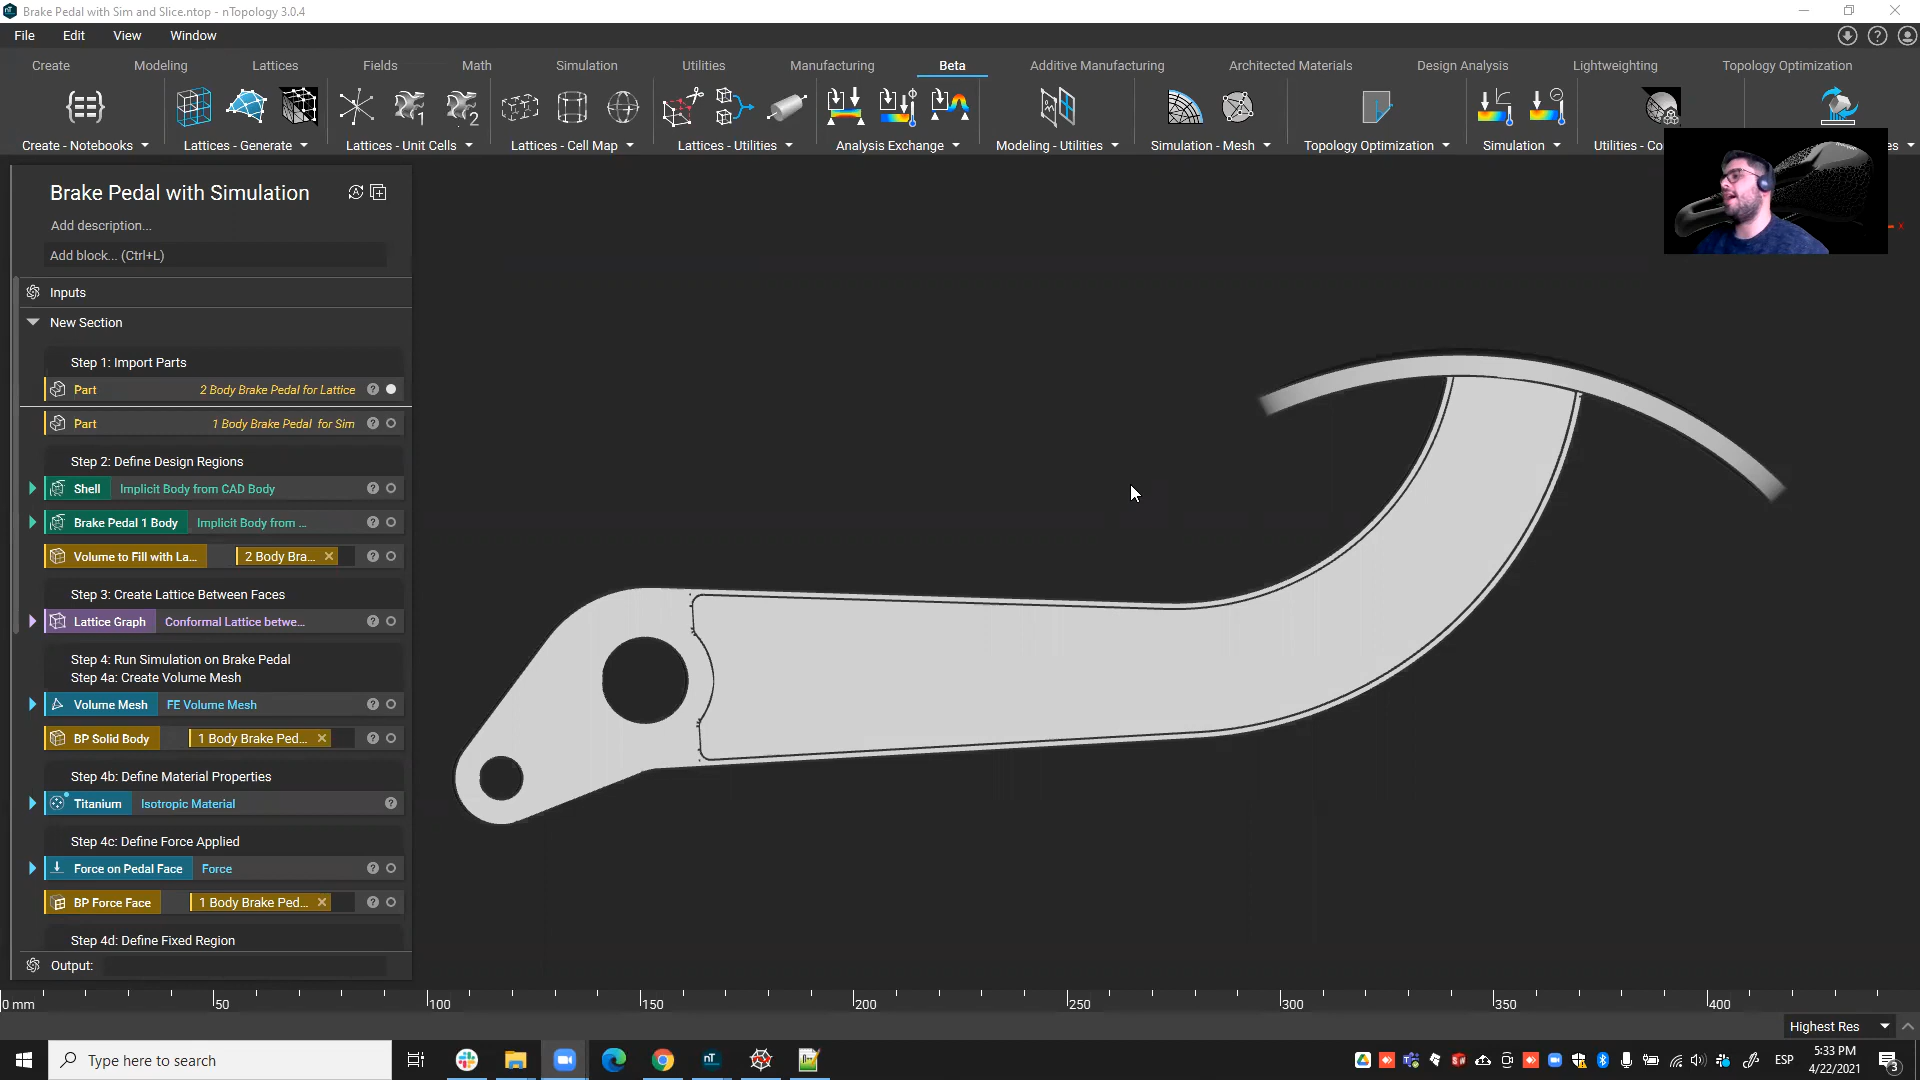 Brake Pedal with Sim and Slice.ntop - nTopology 3.0.4
File Edit View Window
Create Modeling Lattices Fields Math Simulation Utilities Manufacturing Beta Additive Manufacturing Architected Materials Design Analysis Lightweighting Topology Optimization
1 2
Create - Notebooks Lattices - Generate Lattices - Unit Cells Lattices - Cell Map Lattices - Utilities Analysis Exchange Modeling - Utilities Simulation - Mesh Topology Optimization Simulation Utilities - Co
Brake Pedal with Simulation
Add description...
Add block... (Ctrl+L)
Inputs
New Section
Step 1: Import Parts
Part 2 Body Brake Pedal for Lattice
Part 1 Body Brake Pedal for Sim
Step 2: Define Design Regions
Shell Implicit Body from CAD Body
Brake Pedal 1 Body Implicit Body from ...
Volume to Fill with La... 2 Body Bra...
Step 3: Create Lattice Between Faces
Lattice Graph Conformal Lattice betwe...
Step 4: Run Simulation on Brake Pedal
Step 4a: Create Volume Mesh
Volume Mesh FE Volume Mesh
BP Solid Body 1 Body Brake Ped...
Step 4b: Define Material Properties
Titanium Isotropic Material
Step 4c: Define Force Applied
Force on Pedal Face Force
BP Force Face 1 Body Brake Ped...
Step 4d: Define Fixed Region
Output:
0 mm 50 100 150 200 250 300 350 400
Highest Res
Type here to search
ESP
5:33 PM
4/22/2021
3